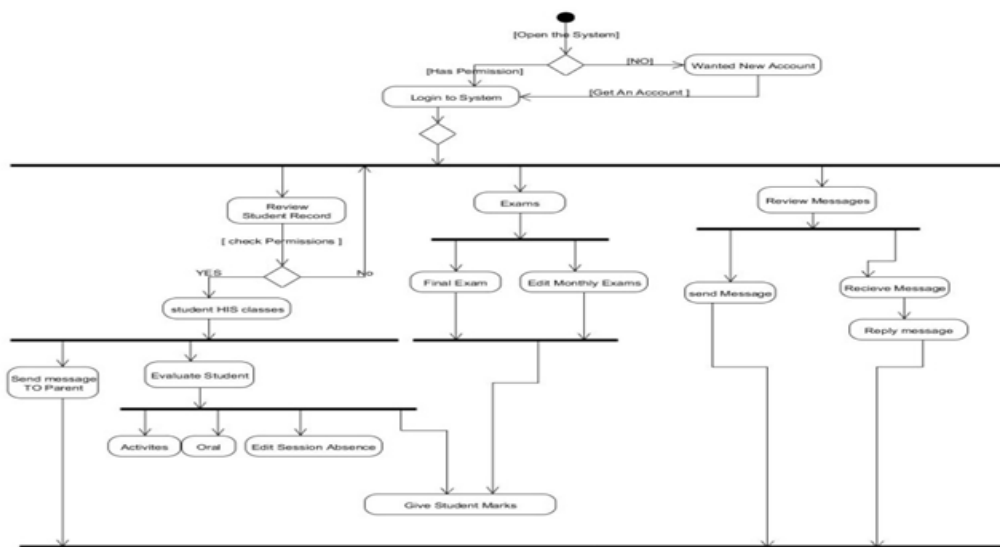 [Open the System]
[NO]
Wanted New Account
[Has Permission]
[Get An Account ]
Login to System
Review
Student Record
Exams
Review Messages
[ check Permissions ]
YES
No
Final Exam
Edit Monthly Exams
send Message
Recieve Message
student HIS classes
Reply message
Send message
TO Parent
Evaluate Student
Activites
Oral
Edit Session Absence
Give Student Marks